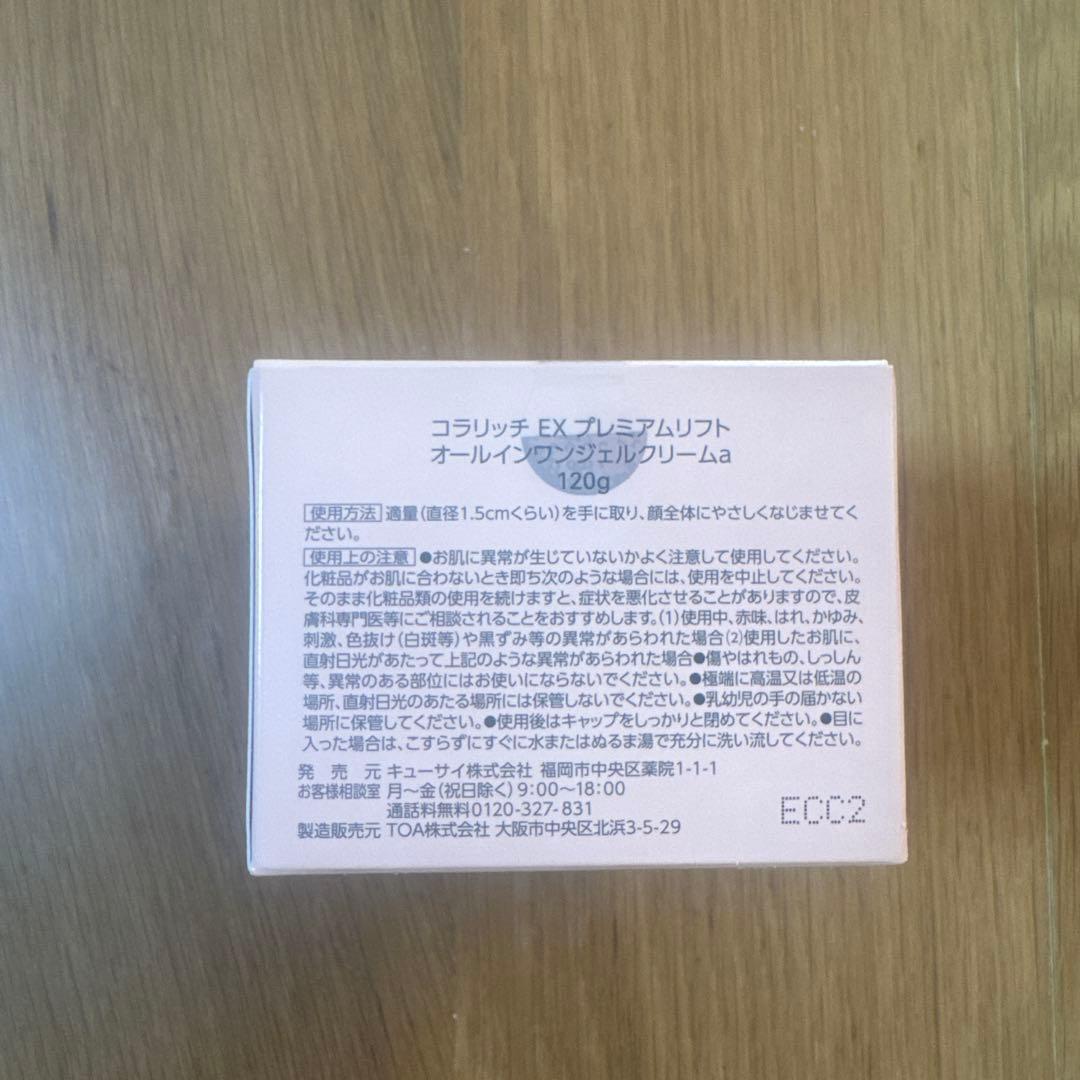 コラリッチ EX プレミアムリフト
オールインワンジェルクリームa
120g
使用方法 適量(直径1.5cmくらい)を手に取り、顔全体にやさしくなじませてく
ださい。
使用上の注意 ●お肌に異常が生じていないかよく注意して使用してください。
化粧品がお肌に合わないとき即ち次のような場合には、使用を中止してください。
そのまま化粧品類の使用を続けますと、症状を悪化させることがありますので、皮
膚科専門医等にご相談されることをおすすめします。(1)使用中、赤味、はれ、かゆみ、
刺激、色抜け(白斑等)や黒ずみ等の異常があらわれた場合(2)使用したお肌に、
直射日光があたって上記のような異常があらわれた場合●傷やはれもの、しっしん
等、異常のある部位にはお使いにならないでください。●極端に高温又は低温の
場所、直射日光のあたる場所には保管しないでください。●乳幼児の手の届かない
場所に保管してください。●使用後はキャップをしっかりと閉めてください。●目に
入った場合は、こすらずにすぐに水またはぬるま湯で充分に洗い流してください。
発売元 キューサイ株式会社 福岡市中央区薬院1-1-1
お客様相談室 月〜金(祝日除く)9:00〜18:00
通話料無料0120-327-831
製造販売元 TOA株式会社 大阪市中央区北浜3-5-29
ECC2